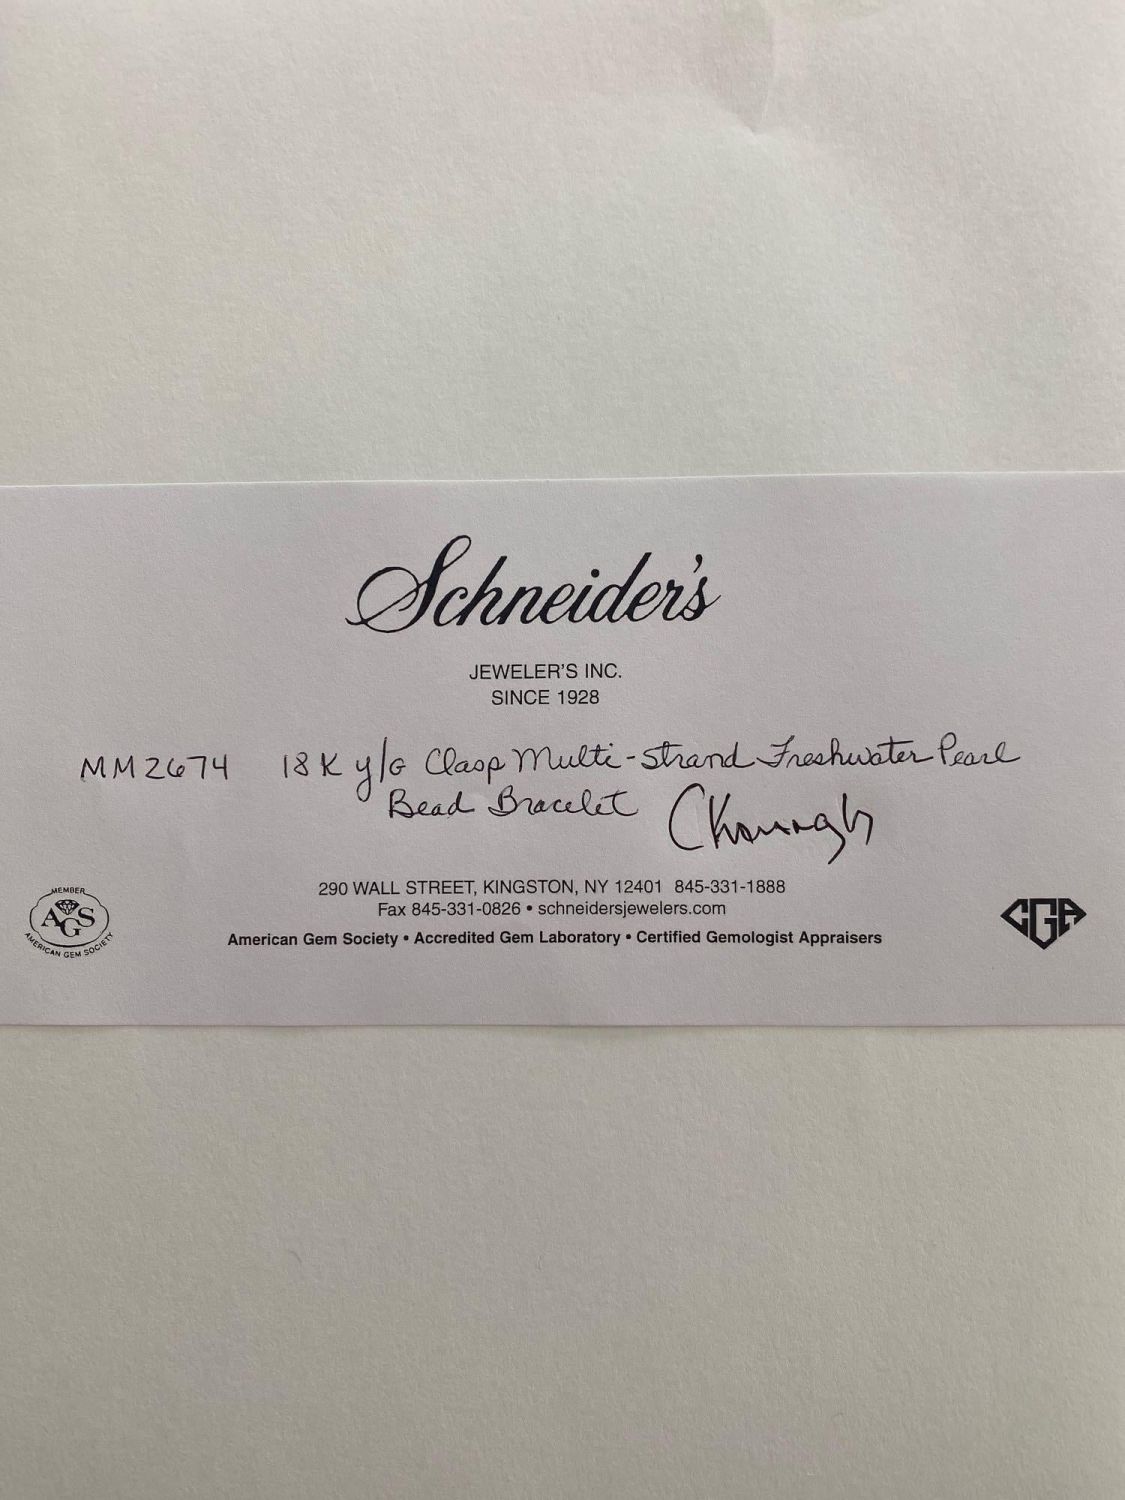 Schneider's
JEWELER'S INC.
SINCE 1928
MM2674 18K y/G Clasp Multi-Strand Freshwater Pearl
Bead Bracelet
290 WALL STREET, KINGSTON, NY 12401 845-331-1888
Fax 845-331-0826 • schneidersjewelers.com
American Gem Society • Accredited Gem Laboratory • Certified Gemologist Appraisers
MEMBER
AGS
AMERICAN GEM SOCIETY
CGA